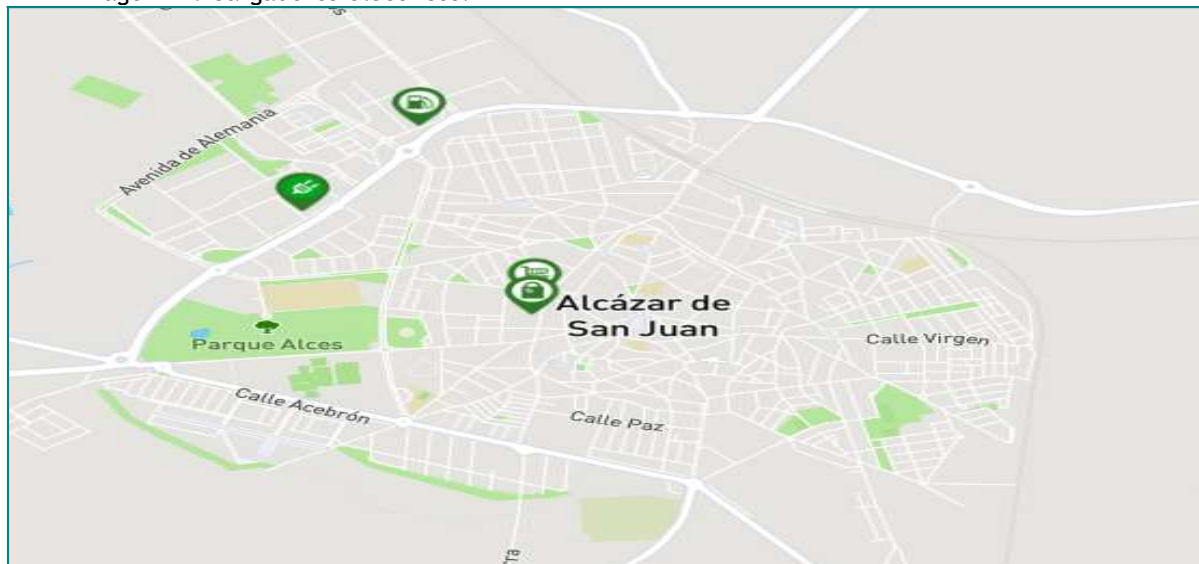 Avenida de Alemania
Alcázar de
San Juan
Parque Alces
Calle Virgen
Calle Acebrón
Calle Paz